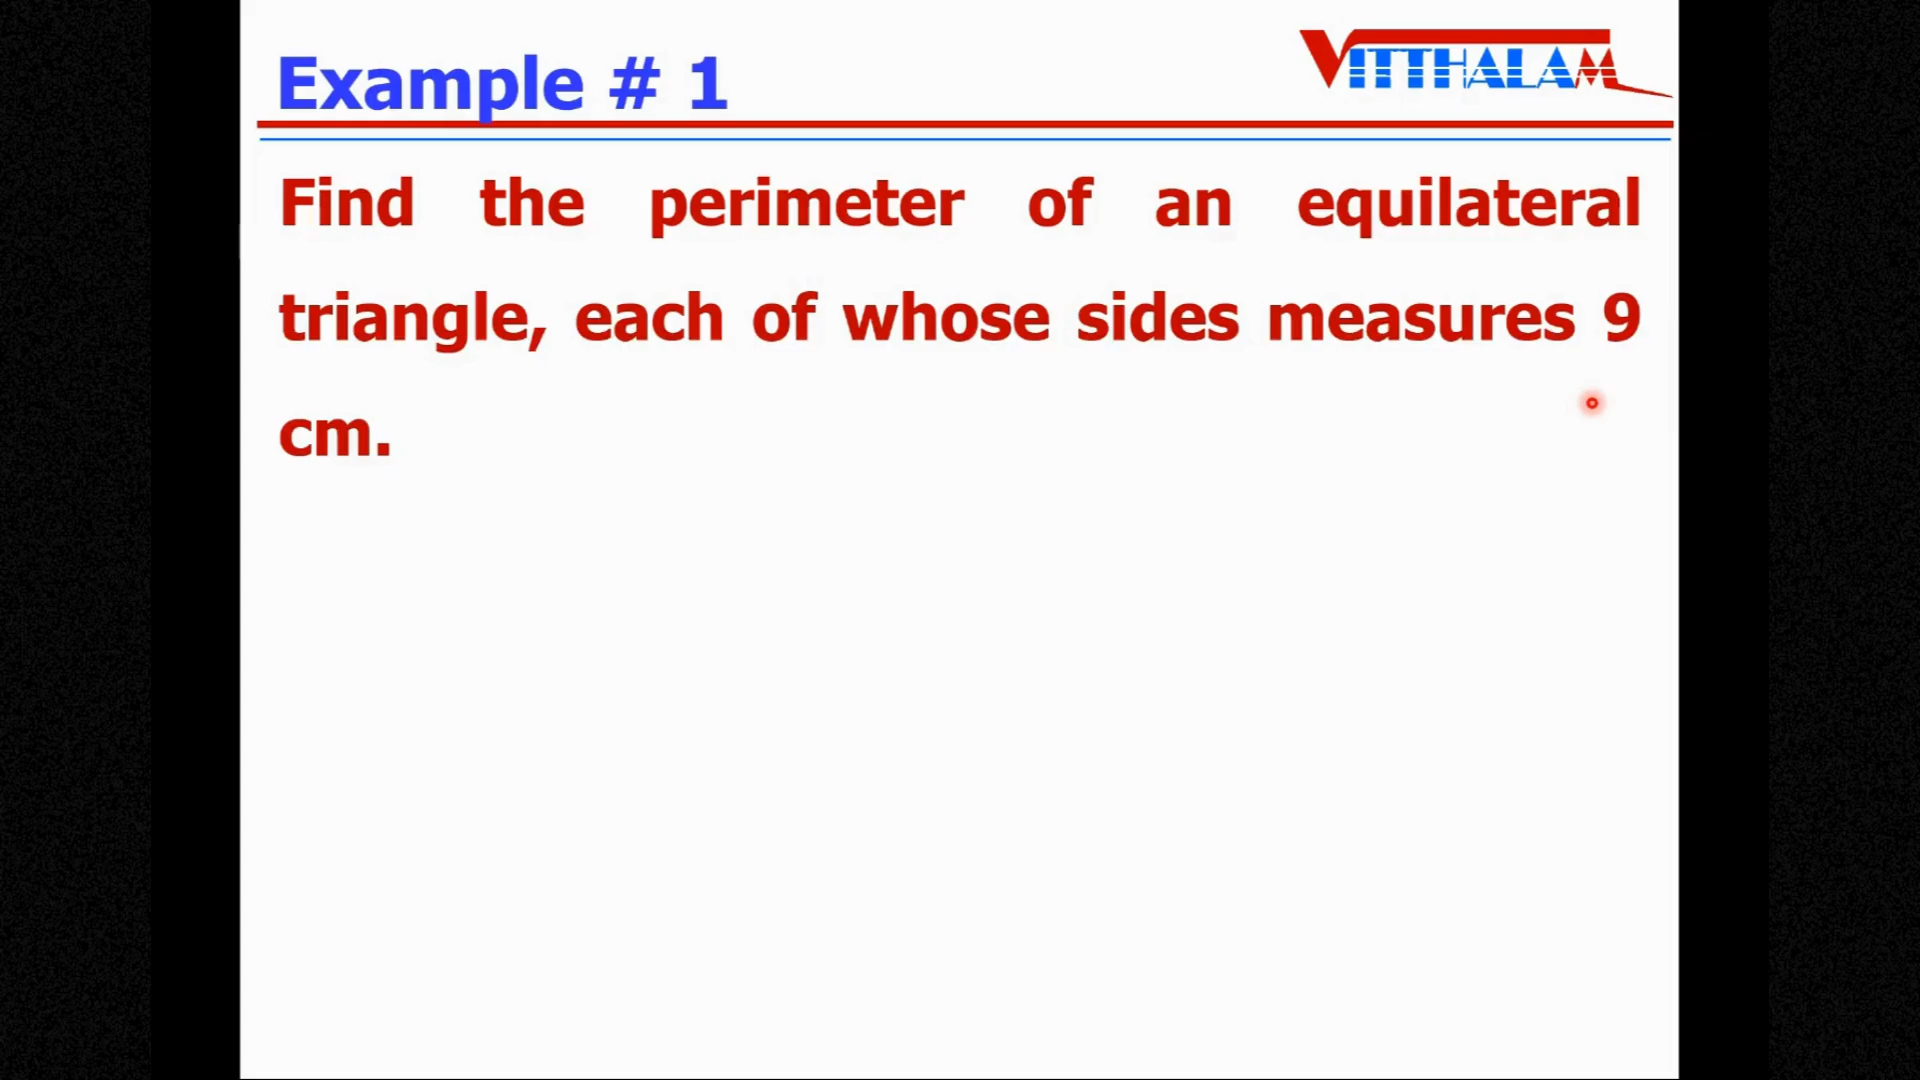 Example # 1
VITTHALAM
Find the perimeter of an equilateral
triangle, each of whose sides measures 9
cm.